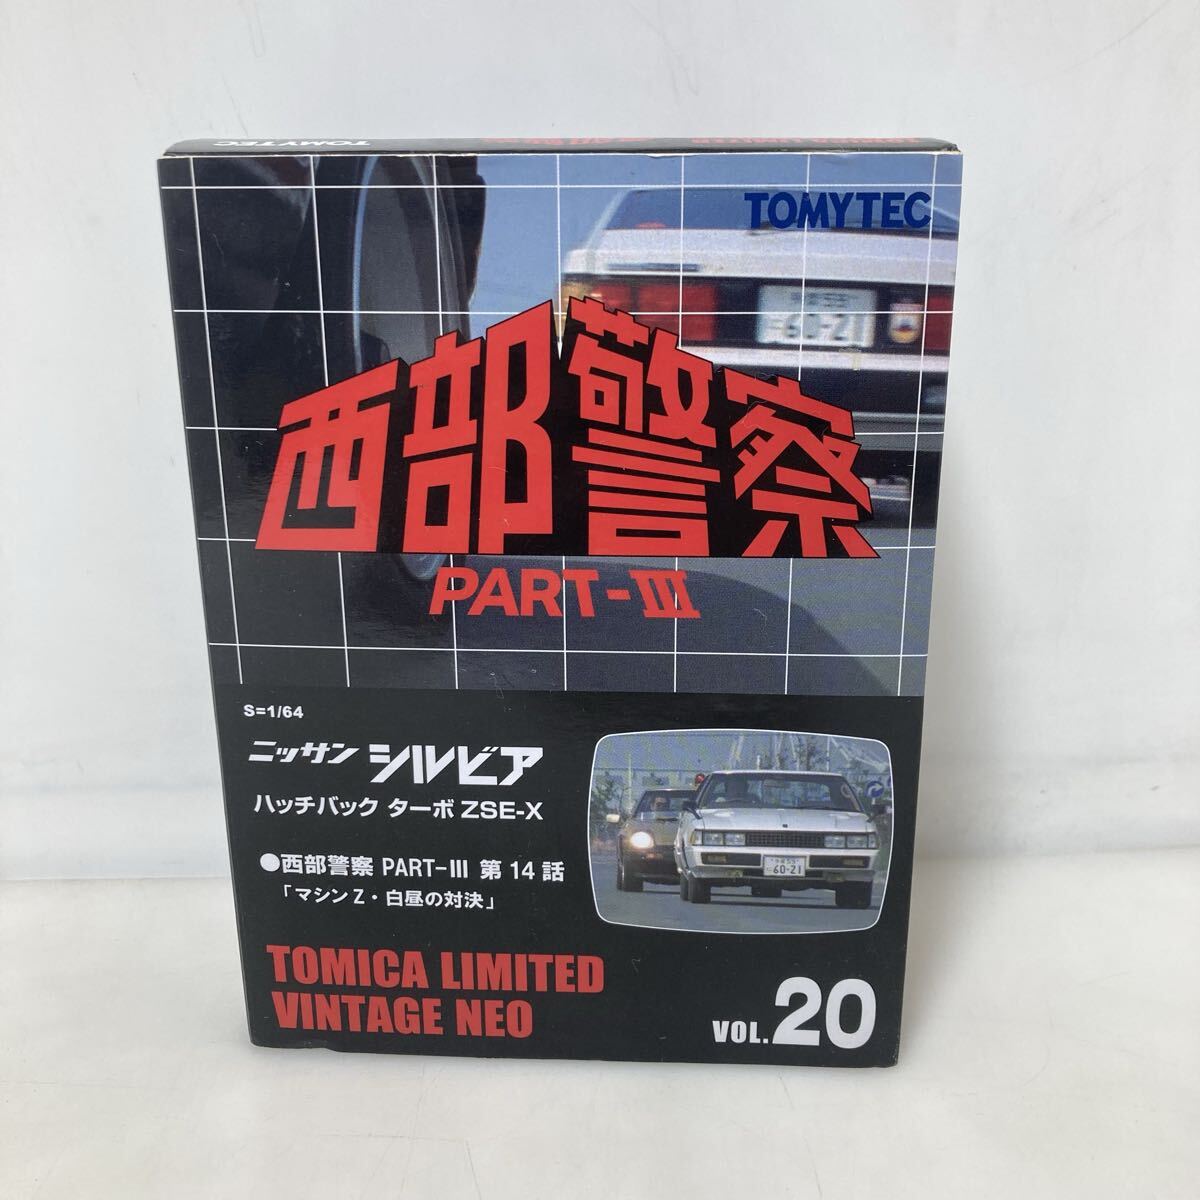 TOMYTEC
TOMYTEC
60-21
西部警察
PART-III
S=1/64
ニッサン シルビア
ハッチバック ターボ ZSE-X
●西部警察 PART-III 第14話
「マシンZ・白昼の対決」
60-21
TOMICA LIMITED
VINTAGE NEO
VOL.20